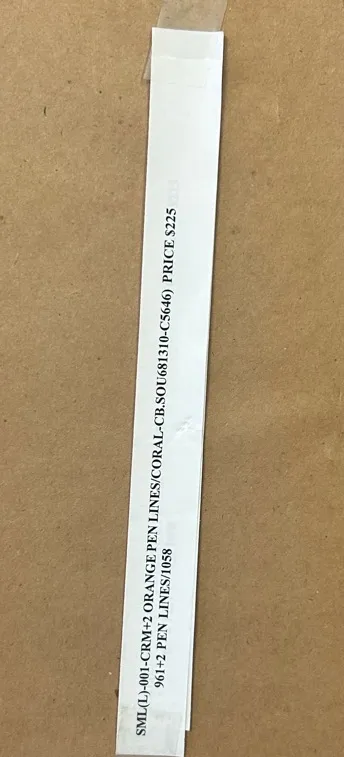 SML(L)-001-CRM+2 ORANGE PEN LINES/CORAL-CB.SOU681310-C5646) PRICE $225
961+2 PEN LINES/1058